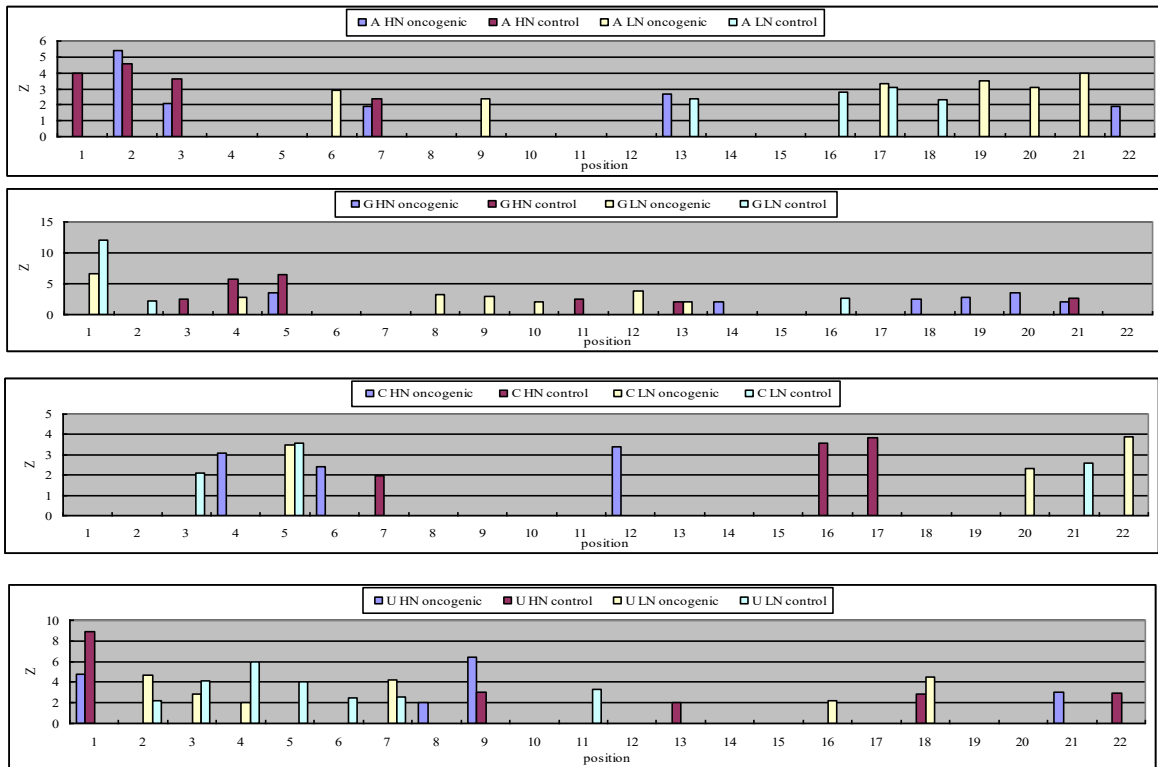 A HN oncogenic A HN control A LN oncogenic A LN control
6
5
4
3
2
1
0
Z
1 2 3 4 5 6 7 8 9 10 11 12 13 14 15 16 17 18 19 20 21 22
position
G HN oncogenic G HN control G LN oncogenic G LN control
15
10
5
0
Z
1 2 3 4 5 6 7 8 9 10 11 12 13 14 15 16 17 18 19 20 21 22
position
C HN oncogenic C HN control C LN oncogenic C LN control
5
4
3
2
1
0
Z
1 2 3 4 5 6 7 8 9 10 11 12 13 14 15 16 17 18 19 20 21 22
position
U HN oncogenic U HN control U LN oncogenic U LN control
10
8
6
4
2
0
Z
1 2 3 4 5 6 7 8 9 10 11 12 13 14 15 16 17 18 19 20 21 22
position